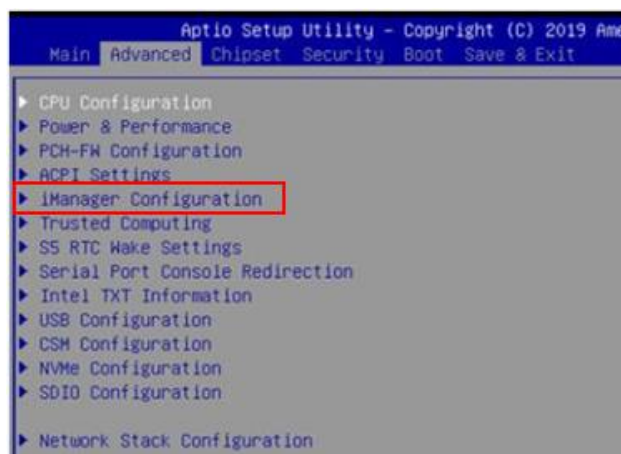 Aptio Setup Utility – Copyright (C) 2019 Ame
Main Advanced Chipset Security Boot Save & Exit
CPU Configuration
Power & Performance
PCH-FW Configuration
ACPI Settings
iManager Configuration
Trusted Computing
S5 RTC Wake Settings
Serial Port Console Redirection
Intel TXT Information
USB Configuration
CSM Configuration
NVMe Configuration
SDIO Configuration
Network Stack Configuration